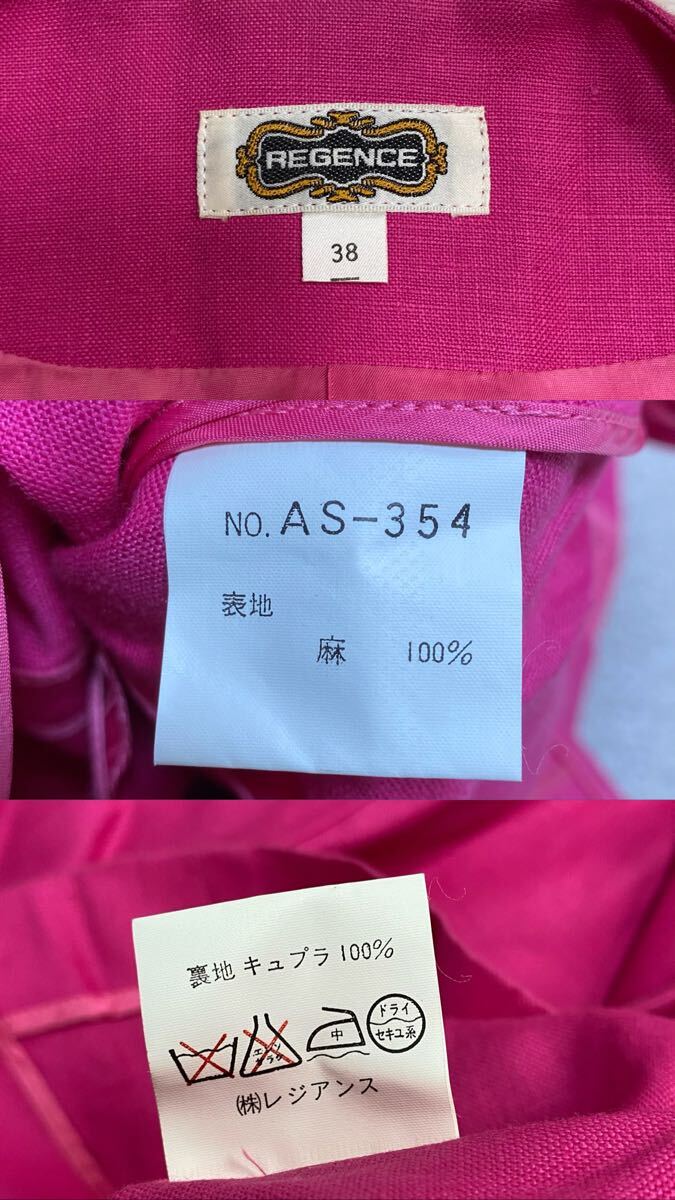 REGENCE
38
NO. AS-354
表地
麻 100%
裏地 キュプラ 100%
エンソ
サラシ
中
ドライ
セキユ系
㈱レジアンス